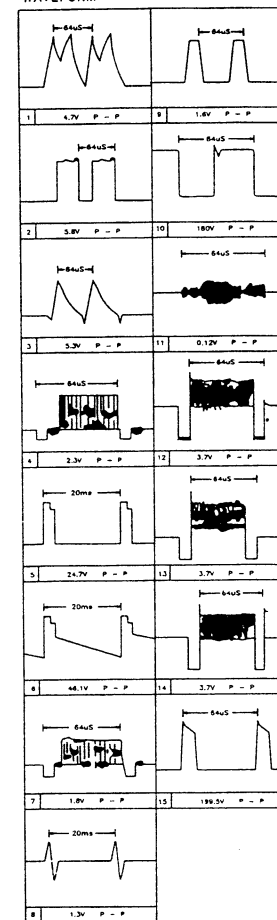 64uS
1 4.7V P - P
64uS
2 5.8V P - P
64uS
3 5.3V P - P
64uS
4 2.3V P - P
20ms
5 24.7V P - P
20ms
6 46.1V P - P
64uS
7 1.8V P - P
20ms
8 1.3V P - P
64uS
9 1.6V P - P
64uS
10 180V P - P
64uS
11 0.12V P - P
64uS
12 3.7V P - P
64uS
13 3.7V P - P
64uS
14 3.7V P - P
64uS
15 199.5V P - P